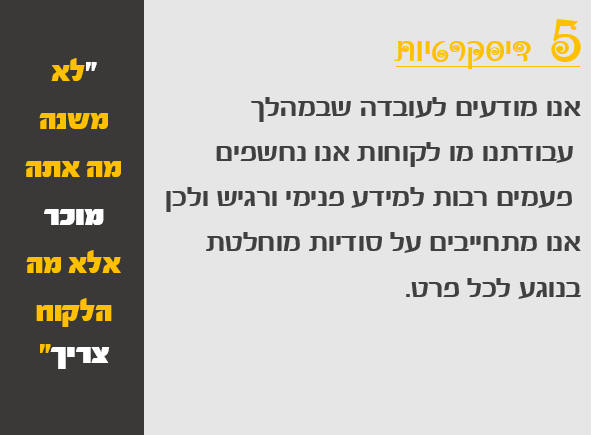 5 דיסקרטיות
אנו מודעים לעובדה שבמהלך
עבודתנו מו לקוחות אנו נחשפים
פעמים רבות למידע פנימי ורגיש ולכן
אנו מתחייבים על סודיות מוחלטת
בנוגע לכל פרט.
"לא
משנה
מה אתה
מוכר
אלא מה
הלקוח
צריך"